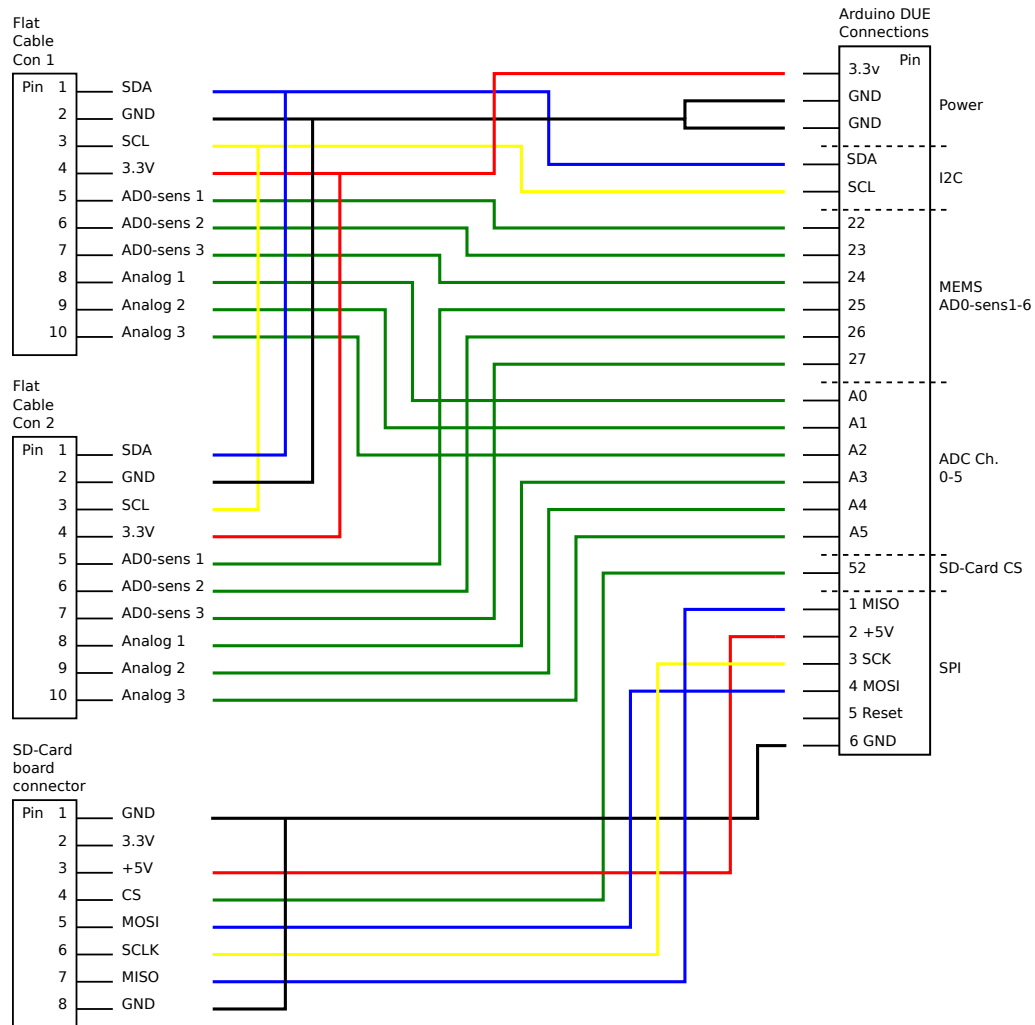 Flat
Cable
Con 1
Pin 1 SDA
2 GND
3 SCL
4 3.3V
5 AD0-sens 1
6 AD0-sens 2
7 AD0-sens 3
8 Analog 1
9 Analog 2
10 Analog 3
Flat
Cable
Con 2
Pin 1 SDA
2 GND
3 SCL
4 3.3V
5 AD0-sens 1
6 AD0-sens 2
7 AD0-sens 3
8 Analog 1
9 Analog 2
10 Analog 3
SD-Card
board
connector
Pin 1 GND
2 3.3V
3 +5V
4 CS
5 MOSI
6 SCLK
7 MISO
8 GND
Arduino DUE
Connections
Pin
3.3v
GND
GND
Power
SDA
SCL
I2C
22
23
24
25
26
27
MEMS
AD0-sens1-6
A0
A1
A2
A3
A4
A5
ADC Ch.
0-5
52
SD-Card CS
1 MISO
2 +5V
3 SCK
4 MOSI
5 Reset
6 GND
SPI